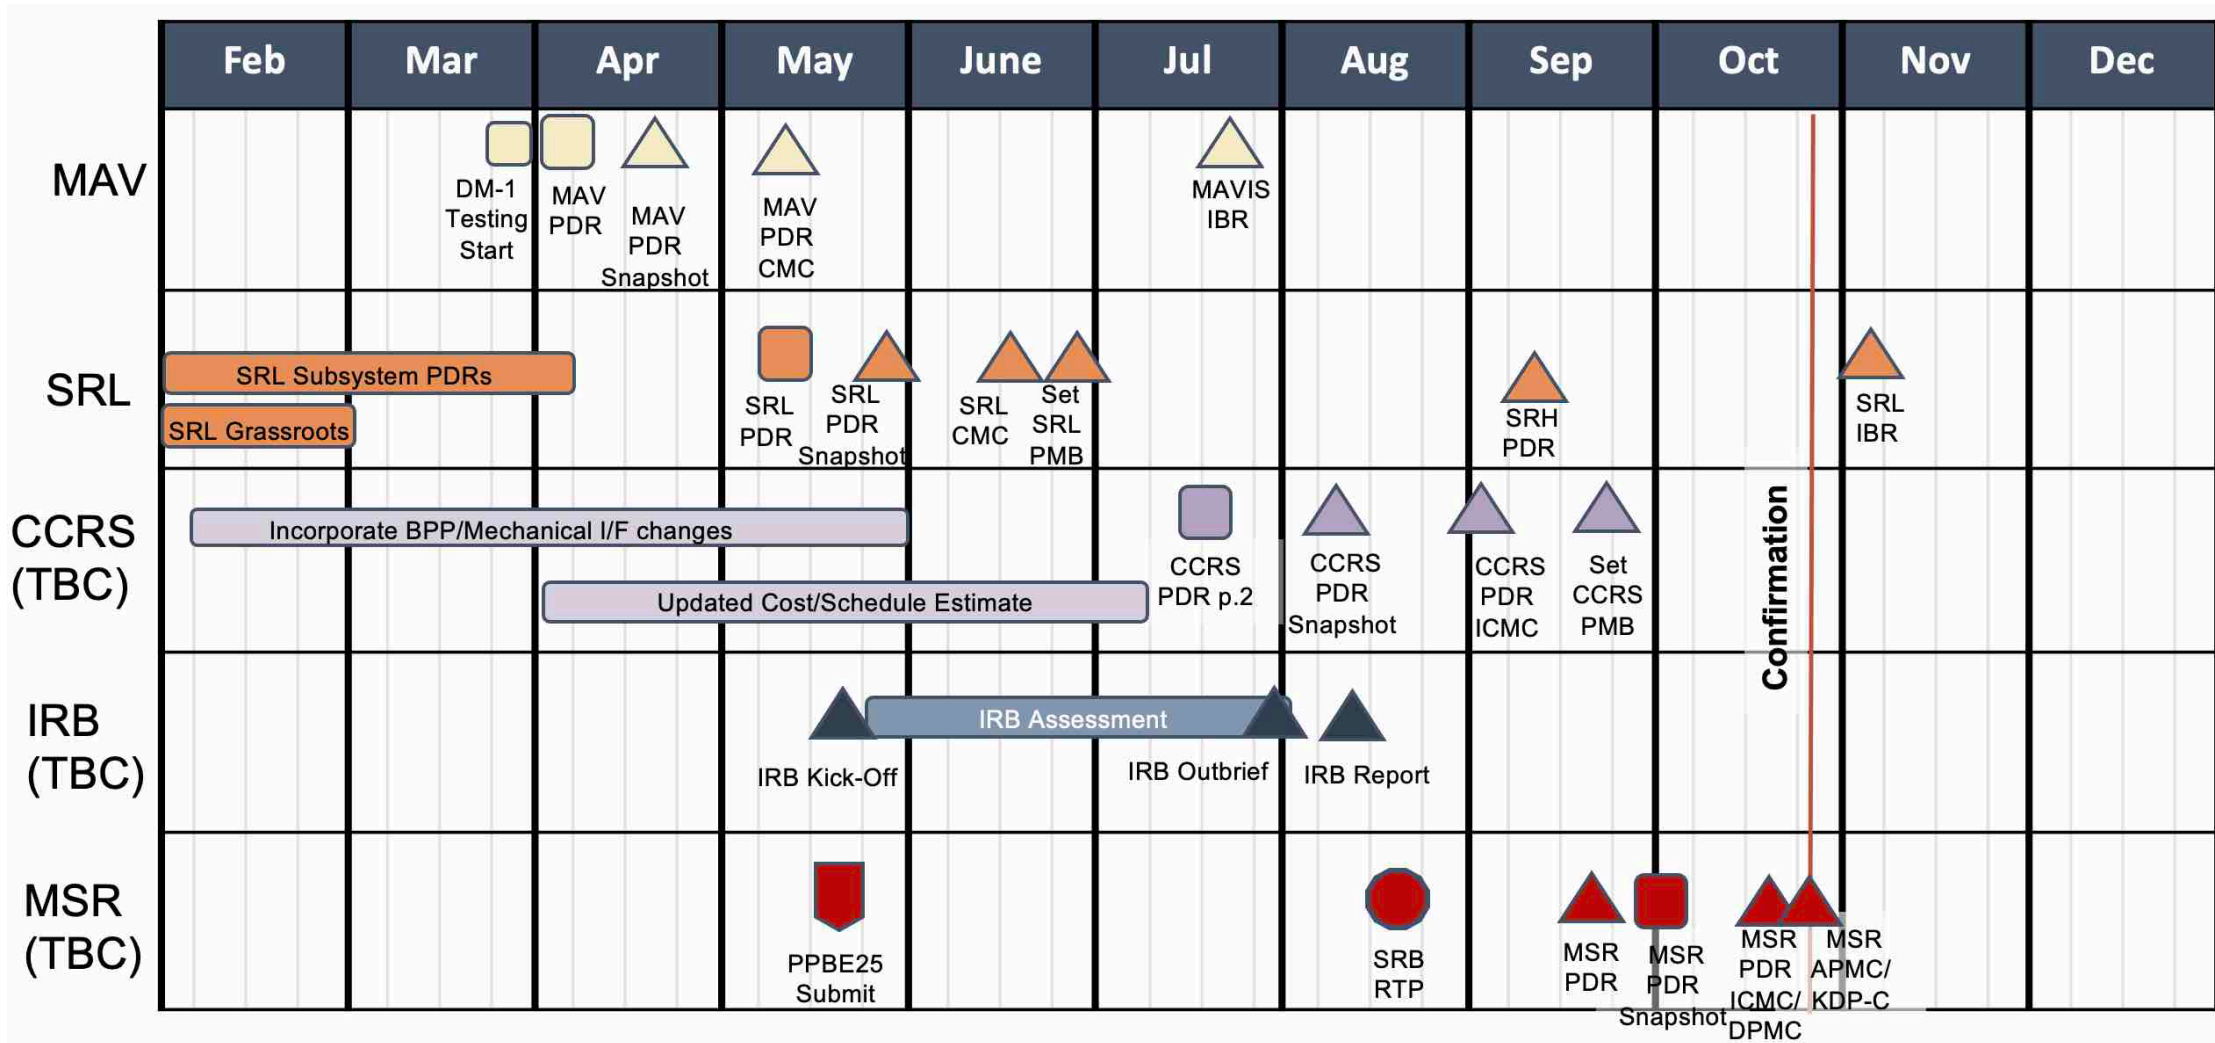 Feb Mar Apr May June Jul Aug Sep Oct Nov Dec
MAV
DM-1
Testing
Start
MAV
PDR
MAV
PDR
Snapshot
MAV
PDR
CMC
MAVIS
IBR
SRL
SRL Subsystem PDRs
SRL Grassroots
SRL
PDR
SRL
PDR
Snapshot
SRL
CMC
Set
SRL
PMB
SRH
PDR
SRL
IBR
CCRS
(TBC)
Incorporate BPP/Mechanical I/F changes
Updated Cost/Schedule Estimate
CCRS
PDR p.2
CCRS
PDR
Snapshot
CCRS
PDR
ICMC
Set
CCRS
PMB
Confirmation
IRB
(TBC)
IRB Assessment
IRB Kick-Off
IRB Outbrief
IRB Report
MSR
(TBC)
PPBE25
Submit
SRB
RTP
MSR
PDR
MSR
PDR
Snapshot
MSR
PDR
ICMC/
DPMC
MSR
APMC/
KDP-C